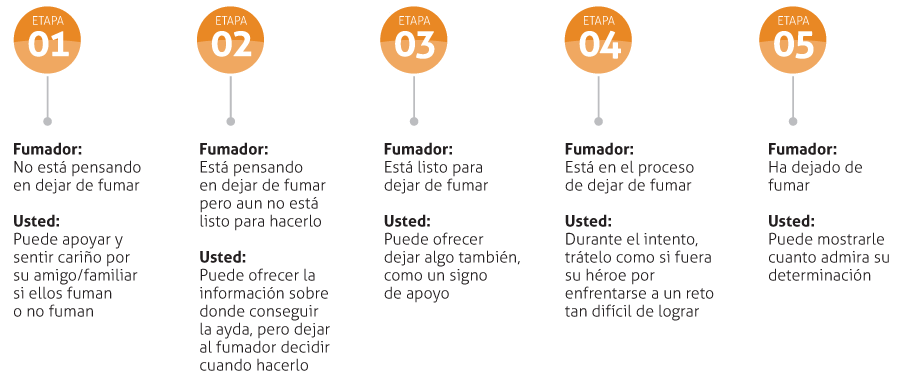 ETAPA
01
Fumador:
No está pensando
en dejar de fumar
Usted:
Puede apoyar y
sentir cariño por
su amigo/familiar
si ellos fuman
o no fuman
ETAPA
02
Fumador:
Está pensando
en dejar de fumar
pero aun no está
listo para hacerlo
Usted:
Puede ofrecer la
información sobre
donde conseguir
la ayda, pero dejar
al fumador decidir
cuando hacerlo
ETAPA
03
Fumador:
Está listo para
dejar de fumar
Usted:
Puede ofrecer
dejar algo también,
como un signo
de apoyo
ETAPA
04
Fumador:
Está en el proceso
de dejar de fumar
Usted:
Durante el intento,
trátelo como si fuera
su héroe por
enfrentarse a un reto
tan difícil de lograr
ETAPA
05
Fumador:
Ha dejado de
fumar
Usted:
Puede mostrarle
cuanto admira su
determinación